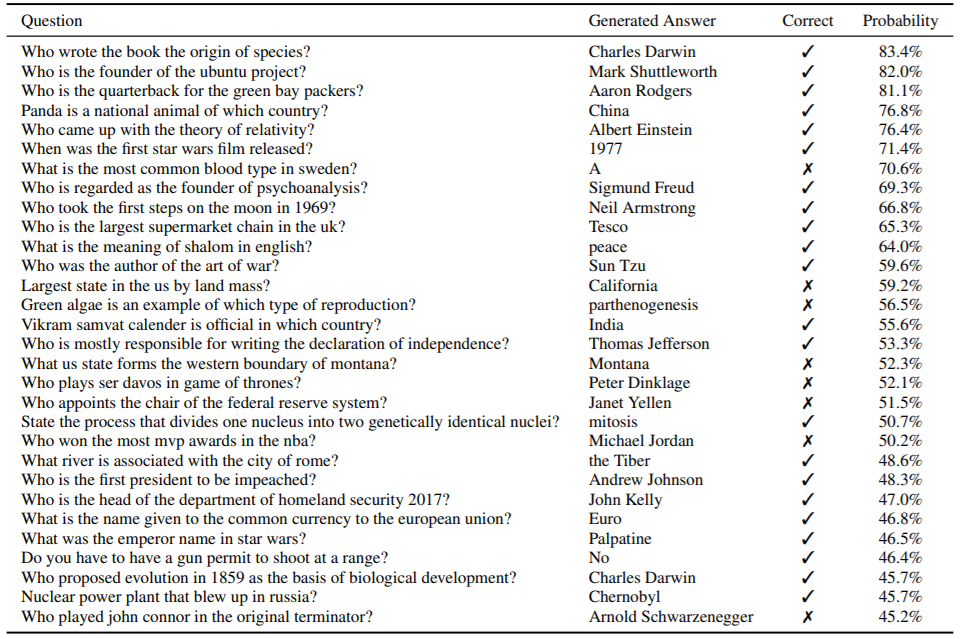 Question Generated Answer Correct Probability
Who wrote the book the origin of species? Charles Darwin ✓ 83.4%
Who is the founder of the ubuntu project? Mark Shuttleworth ✓ 82.0%
Who is the quarterback for the green bay packers? Aaron Rodgers ✓ 81.1%
Panda is a national animal of which country? China ✓ 76.8%
Who came up with the theory of relativity? Albert Einstein ✓ 76.4%
When was the first star wars film released? 1977 ✓ 71.4%
What is the most common blood type in sweden? A ✗ 70.6%
Who is regarded as the founder of psychoanalysis? Sigmund Freud ✓ 69.3%
Who took the first steps on the moon in 1969? Neil Armstrong ✓ 66.8%
Who is the largest supermarket chain in the uk? Tesco ✓ 65.3%
What is the meaning of shalom in english? peace ✓ 64.0%
Who was the author of the art of war? Sun Tzu ✓ 59.6%
Largest state in the us by land mass? California ✗ 59.2%
Green algae is an example of which type of reproduction? parthenogenesis ✗ 56.5%
Vikram samvat calender is official in which country? India ✓ 55.6%
Who is mostly responsible for writing the declaration of independence? Thomas Jefferson ✓ 53.3%
What us state forms the western boundary of montana? Montana ✗ 52.3%
Who plays ser davos in game of thrones? Peter Dinklage ✗ 52.1%
Who appoints the chair of the federal reserve system? Janet Yellen ✗ 51.5%
State the process that divides one nucleus into two genetically identical nuclei? mitosis ✓ 50.7%
Who won the most mvp awards in the nba? Michael Jordan ✗ 50.2%
What river is associated with the city of rome? the Tiber ✓ 48.6%
Who is the first president to be impeached? Andrew Johnson ✓ 48.3%
Who is the head of the department of homeland security 2017? John Kelly ✓ 47.0%
What is the name given to the common currency to the european union? Euro ✓ 46.8%
What was the emperor name in star wars? Palpatine ✓ 46.5%
Do you have to have a gun permit to shoot at a range? No ✓ 46.4%
Who proposed evolution in 1859 as the basis of biological development? Charles Darwin ✓ 45.7%
Nuclear power plant that blew up in russia? Chernobyl ✓ 45.7%
Who played john connor in the original terminator? Arnold Schwarzenegger ✗ 45.2%